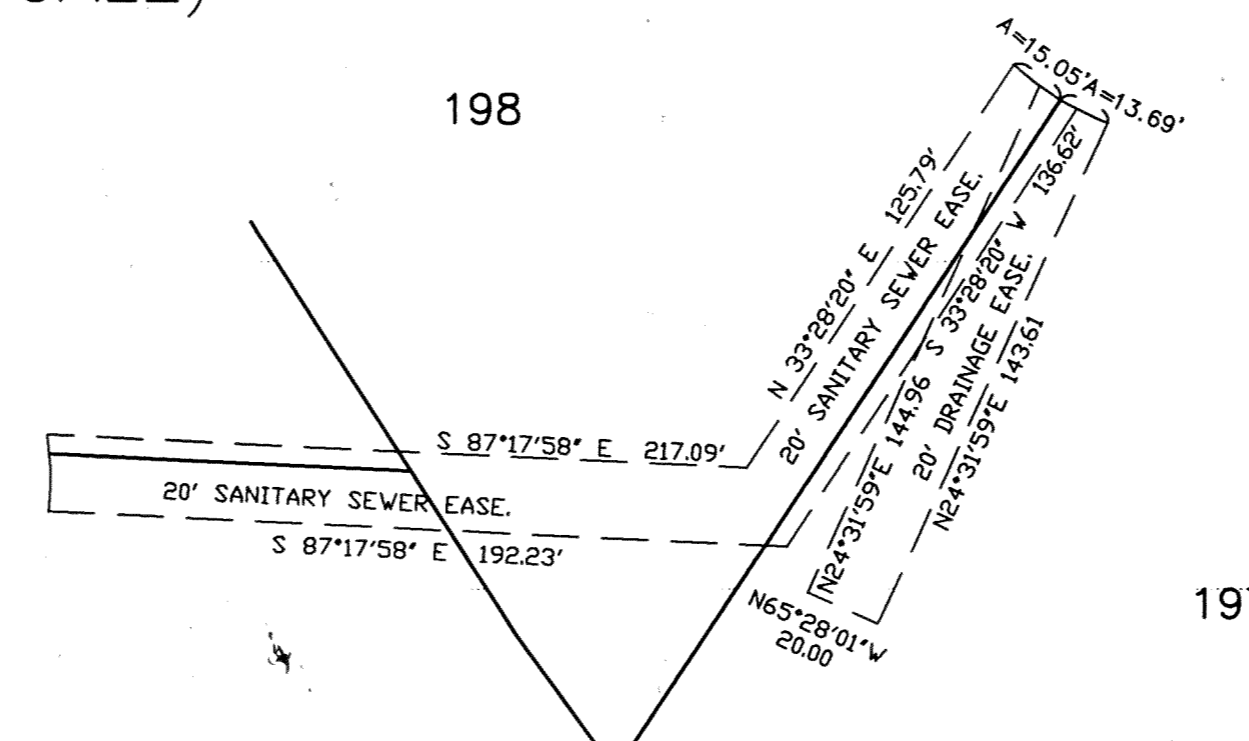 198
A=15.05'
A=13.69'
N 33°28'20" E 125.79'
20' SANITARY SEWER EASE.
S 33°28'20" W 136.62'
20' DRAINAGE EASE.
N24°31'59"E 144.96
N24°31'59"E 143.61
S 87°17'58" E 217.09'
20' SANITARY SEWER EASE.
S 87°17'58" E 192.23'
N65°28'01"W
20.00